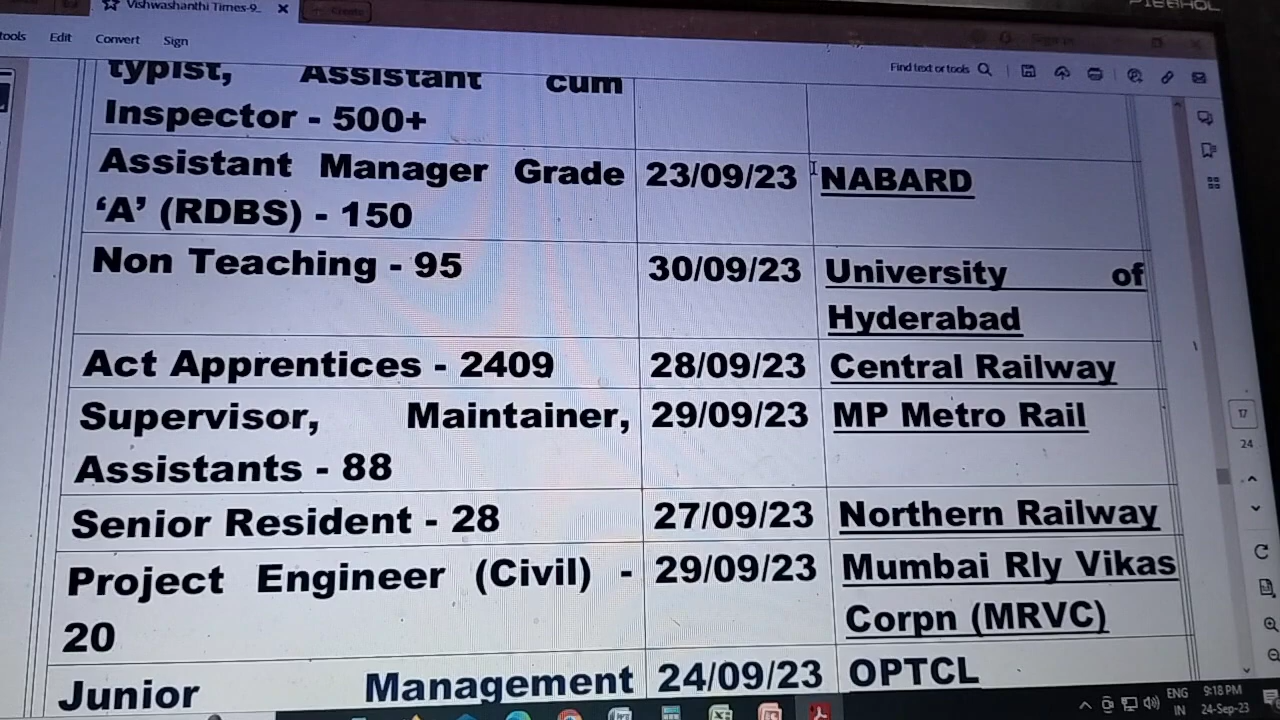 Vishwashanthi Times-9...
+ Create
tools Edit Convert Sign
Find text or tools
typist, Assistant cum
Inspector - 500+
Assistant Manager Grade 23/09/23 NABARD
‘A’ (RDBS) - 150
Non Teaching - 95 30/09/23 University of
Hyderabad
Act Apprentices - 2409 28/09/23 Central Railway
Supervisor, Maintainer, 29/09/23 MP Metro Rail
Assistants - 88
Senior Resident - 28 27/09/23 Northern Railway
Project Engineer (Civil) - 29/09/23 Mumbai Rly Vikas
20 Corpn (MRVC)
Junior Management 24/09/23 OPTCL
17
24
ENG 9:18 PM
IN 24-Sep-23